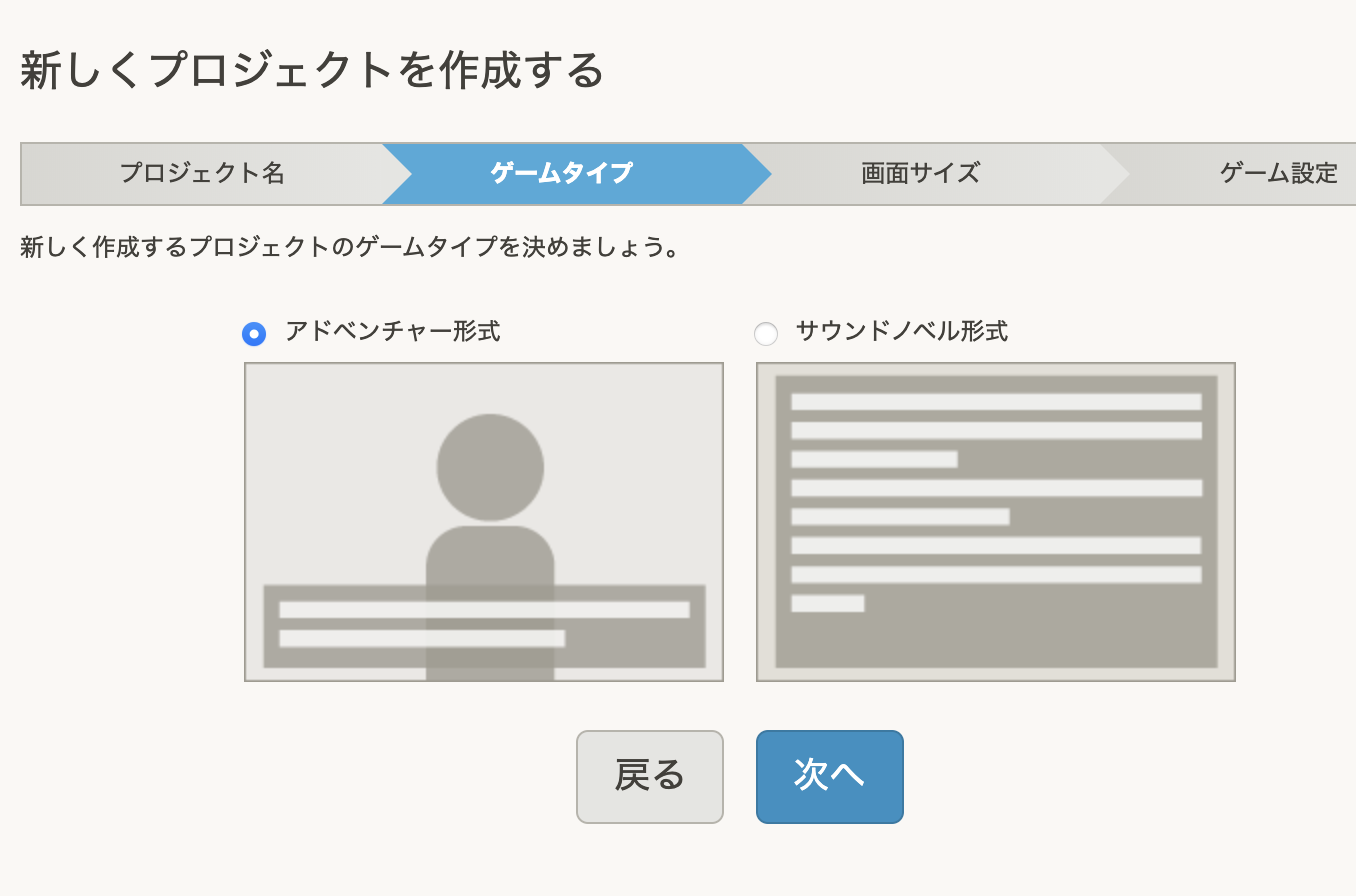 新しくプロジェクトを作成する
プロジェクト名
ゲームタイプ
画面サイズ
ゲーム設定
新しく作成するプロジェクトのゲームタイプを決めましょう。
アドベンチャー形式
サウンドノベル形式
戻る
次へ